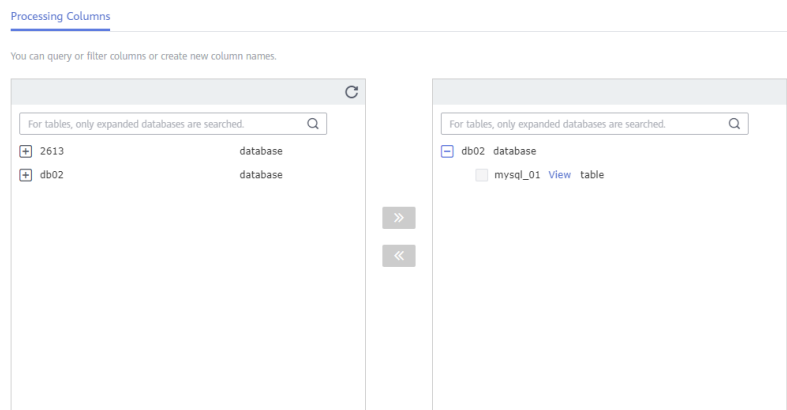 Processing Columns
You can query or filter columns or create new column names.
For tables, only expanded databases are searched.
2613 database
db02 database
For tables, only expanded databases are searched.
db02 database
mysql_01 View table